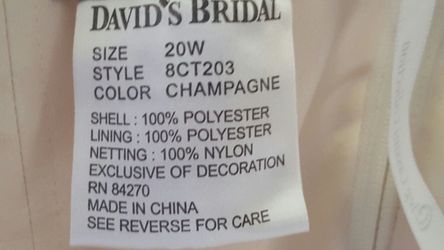 DAVID'S BRIDAL
SIZE 20W
STYLE 8CT203
COLOR CHAMPAGNE
SHELL : 100% POLYESTER
LINING : 100% POLYESTER
NETTING : 100% NYLON
EXCLUSIVE OF DECORATION
RN 84270
MADE IN CHINA
SEE REVERSE FOR CARE